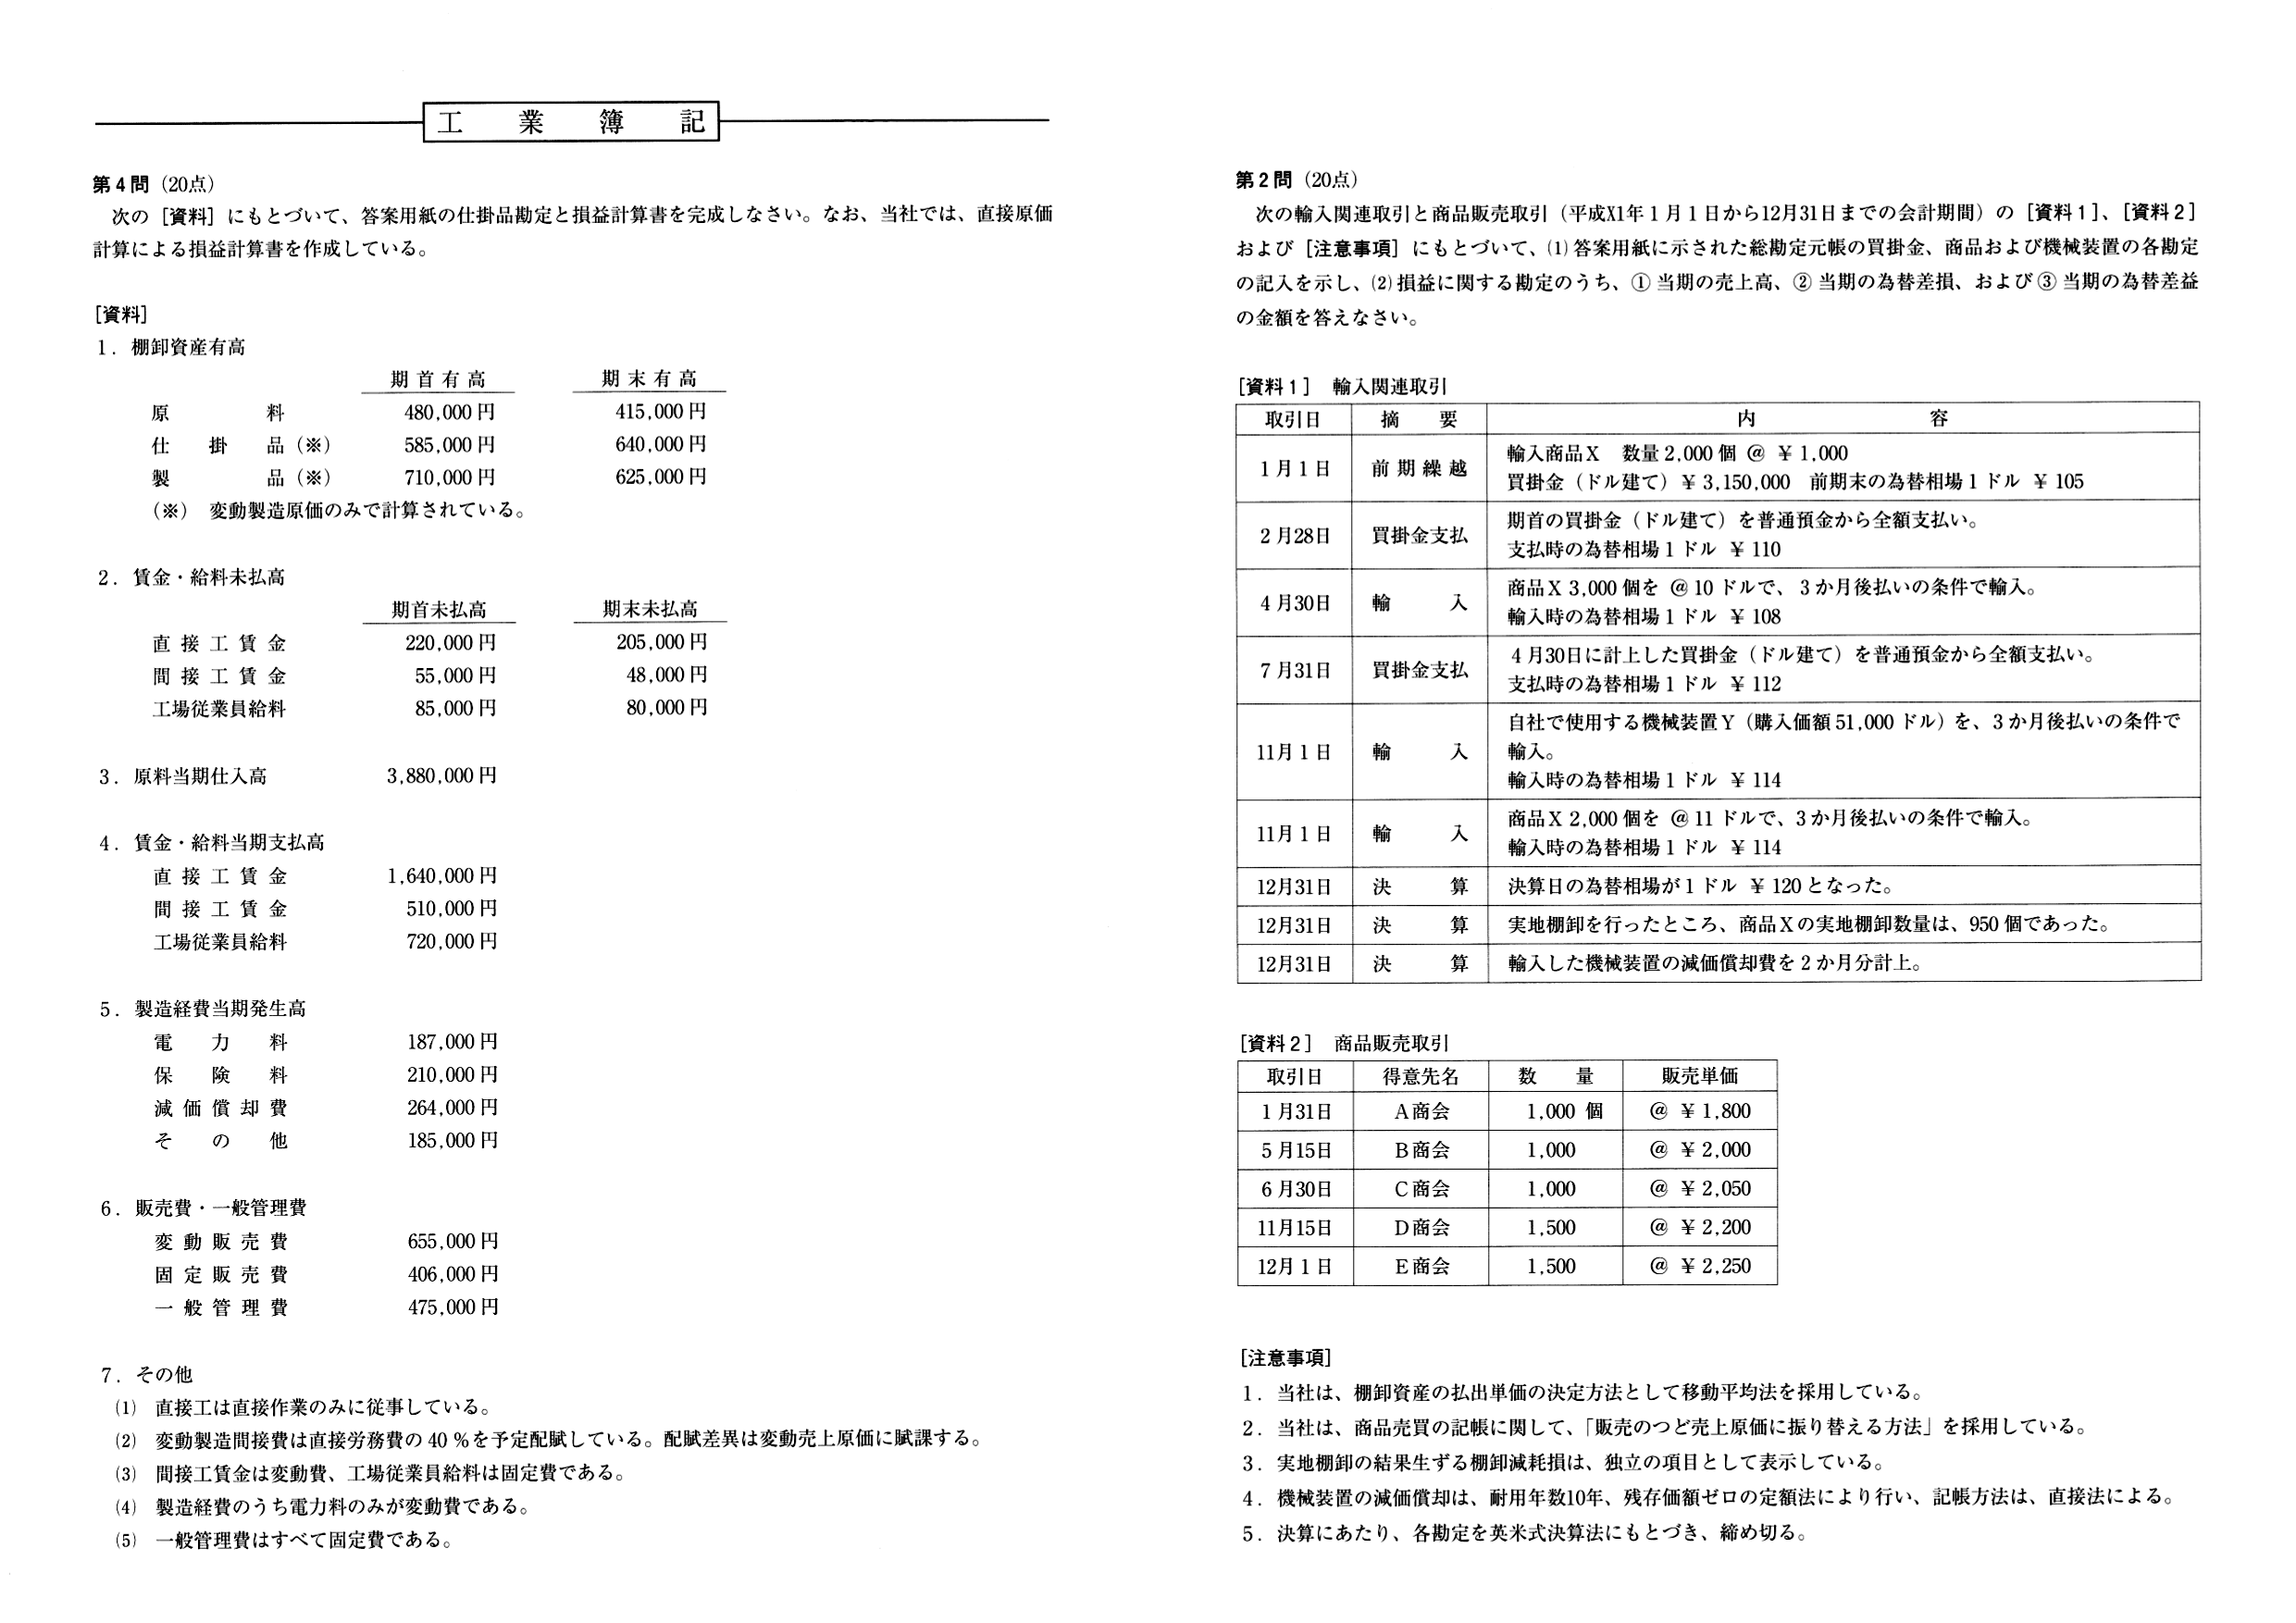 工業簿記
第4問（20点）
次の［資料］にもとづいて、答案用紙の仕掛品勘定と損益計算書を完成しなさい。なお、当社では、直接原価
計算による損益計算書を作成している。
［資料］
1．棚卸資産有高
期首有高 期末有高
原料 480,000円 415,000円
仕掛品（※） 585,000円 640,000円
製品（※） 710,000円 625,000円
（※） 変動製造原価のみで計算されている。
2．賃金・給料未払高
期首未払高 期末未払高
直接工賃金 220,000円 205,000円
間接工賃金 55,000円 48,000円
工場従業員給料 85,000円 80,000円
3．原料当期仕入高 3,880,000円
4．賃金・給料当期支払高
直接工賃金 1,640,000円
間接工賃金 510,000円
工場従業員給料 720,000円
5．製造経費当期発生高
電力料 187,000円
保険料 210,000円
減価償却費 264,000円
その他 185,000円
6．販売費・一般管理費
変動販売費 655,000円
固定販売費 406,000円
一般管理費 475,000円
7．その他
(1) 直接工は直接作業のみに従事している。
(2) 変動製造間接費は直接労務費の40％を予定配賦している。配賦差異は変動売上原価に賦課する。
(3) 間接工賃金は変動費、工場従業員給料は固定費である。
(4) 製造経費のうち電力料のみが変動費である。
(5) 一般管理費はすべて固定費である。
第2問（20点）
次の輸入関連取引と商品販売取引（平成X1年1月1日から12月31日までの会計期間）の［資料1］、［資料2］
および［注意事項］にもとづいて、(1)答案用紙に示された総勘定元帳の買掛金、商品および機械装置の各勘定
の記入を示し、(2)損益に関する勘定のうち、①当期の売上高、②当期の為替差損、および③当期の為替差益
の金額を答えなさい。
［資料1］ 輸入関連取引
取引日 摘要 内容
1月1日 前期繰越 輸入商品X 数量2,000個 @ ¥1,000
買掛金（ドル建て）¥3,150,000 前期末の為替相場1ドル ¥105
2月28日 買掛金支払 期首の買掛金（ドル建て）を普通預金から全額支払い。
支払時の為替相場1ドル ¥110
4月30日 輸入 商品X 3,000個を @10ドルで、3か月後払いの条件で輸入。
輸入時の為替相場1ドル ¥108
7月31日 買掛金支払 4月30日に計上した買掛金（ドル建て）を普通預金から全額支払い。
支払時の為替相場1ドル ¥112
11月1日 輸入 自社で使用する機械装置Y（購入価額51,000ドル）を、3か月後払いの条件で
輸入。
輸入時の為替相場1ドル ¥114
11月1日 輸入 商品X 2,000個を @11ドルで、3か月後払いの条件で輸入。
輸入時の為替相場1ドル ¥114
12月31日 決算 決算日の為替相場が1ドル ¥120となった。
12月31日 決算 実地棚卸を行ったところ、商品Xの実地棚卸数量は、950個であった。
12月31日 決算 輸入した機械装置の減価償却費を2か月分計上。
［資料2］ 商品販売取引
取引日 得意先名 数量 販売単価
1月31日 A商会 1,000個 @ ¥1,800
5月15日 B商会 1,000 @ ¥2,000
6月30日 C商会 1,000 @ ¥2,050
11月15日 D商会 1,500 @ ¥2,200
12月1日 E商会 1,500 @ ¥2,250
［注意事項］
1．当社は、棚卸資産の払出単価の決定方法として移動平均法を採用している。
2．当社は、商品売買の記帳に関して、「販売のつど売上原価に振り替える方法」を採用している。
3．実地棚卸の結果生ずる棚卸減耗損は、独立の項目として表示している。
4．機械装置の減価償却は、耐用年数10年、残存価額ゼロの定額法により行い、記帳方法は、直接法による。
5．決算にあたり、各勘定を英米式決算法にもとづき、締め切る。